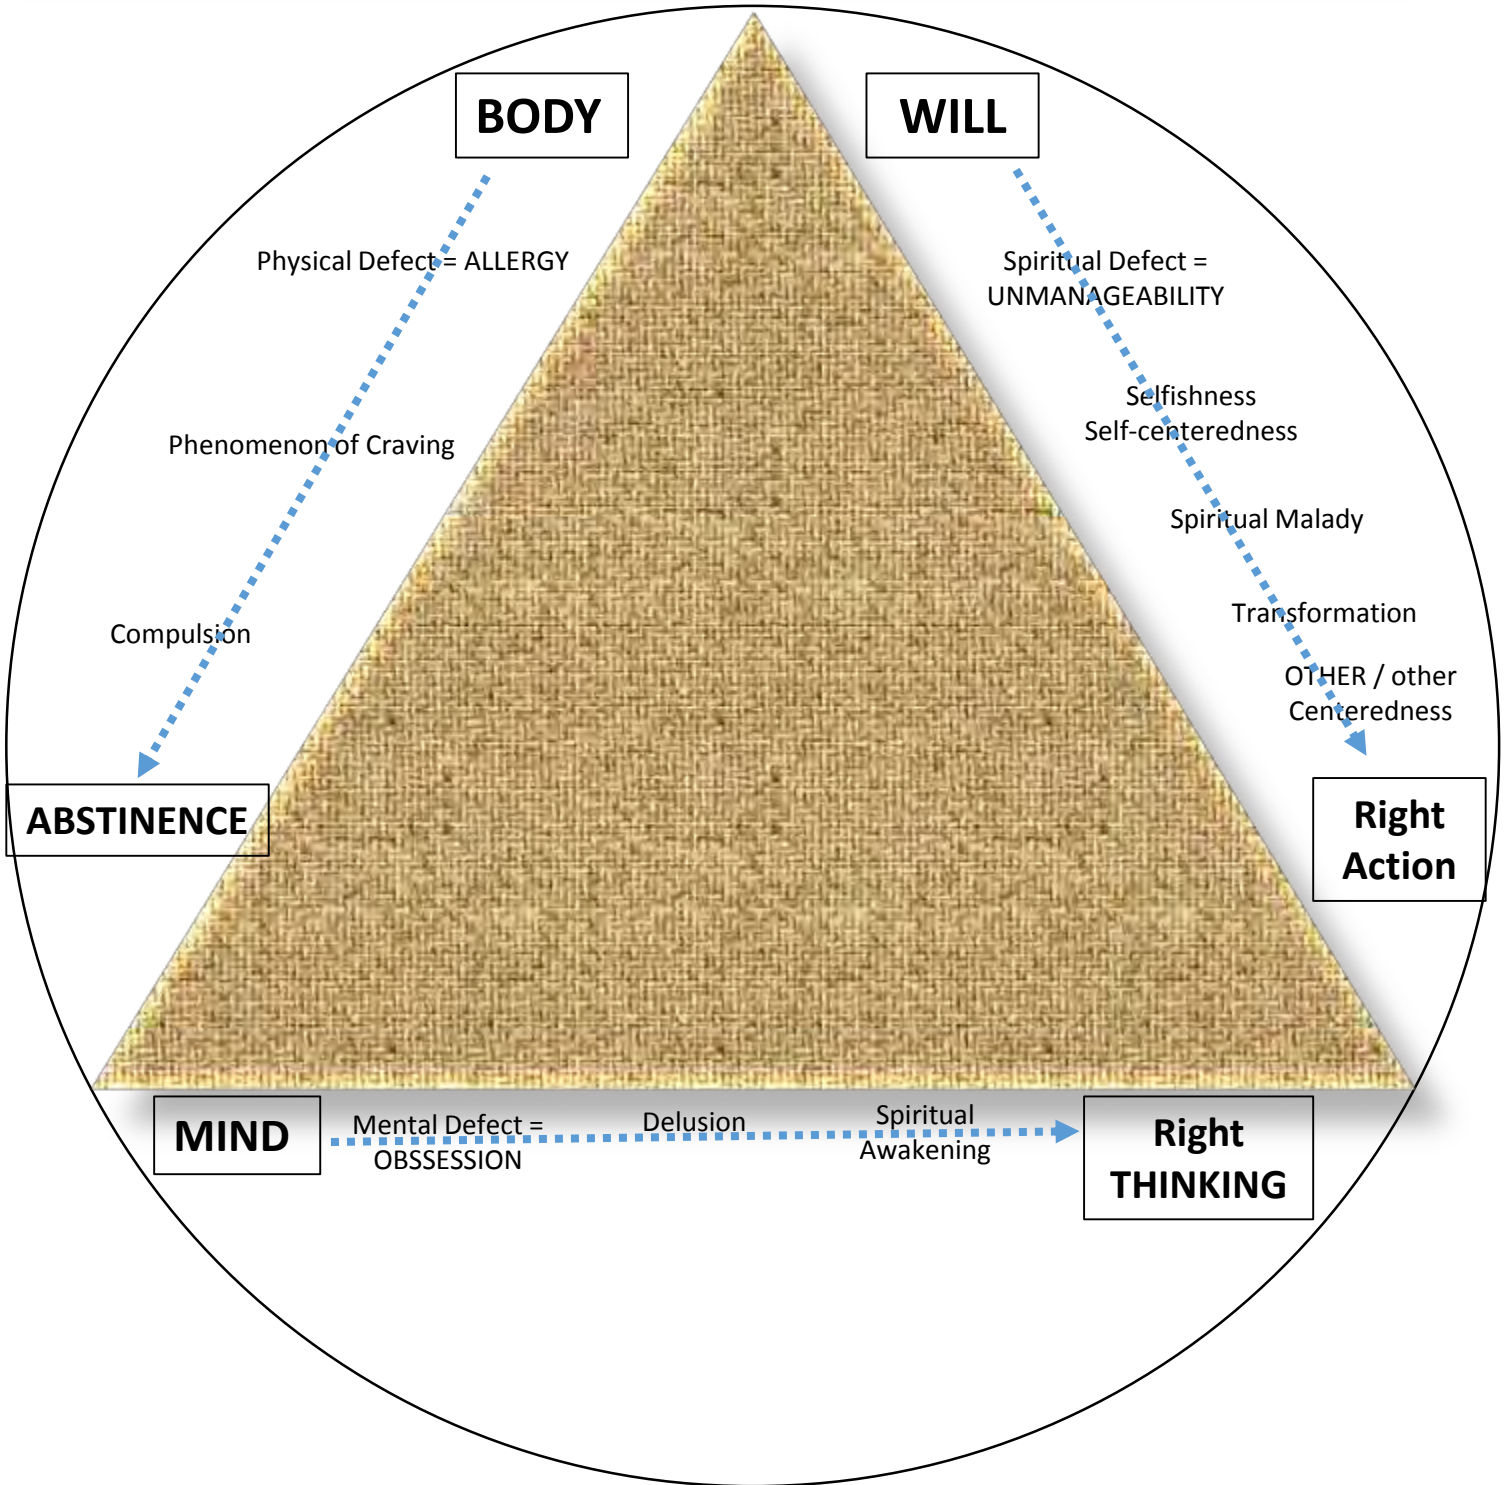 BODY
WILL
Physical Defect = ALLERGY
Spiritual Defect =
UNMANAGEABILITY
Selfishness
Self-centeredness
Phenomenon of Craving
Spiritual Malady
Compulsion
Transformation
OTHER / other
Centeredness
ABSTINENCE
Right
Action
MIND
Mental Defect =
OBSSESSION
Delusion
Spiritual
Awakening
Right
THINKING